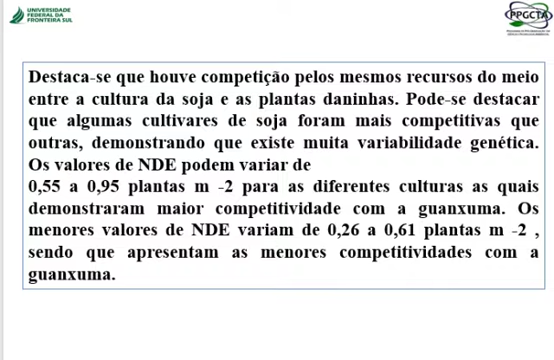 UNIVERSIDADE
FEDERAL DA
FRONTEIRA SUL
PPGCTA
Destaca-se que houve competição pelos mesmos recursos do meio
entre a cultura da soja e as plantas daninhas. Pode-se destacar
que algumas cultivares de soja foram mais competitivas que
outras, demonstrando que existe muita variabilidade genética.
Os valores de NDE podem variar de
0,55 a 0,95 plantas m -2 para as diferentes culturas as quais
demonstraram maior competitividade com a guanxuma. Os
menores valores de NDE variam de 0,26 a 0,61 plantas m -2 ,
sendo que apresentam as menores competitividades com a
guanxuma.